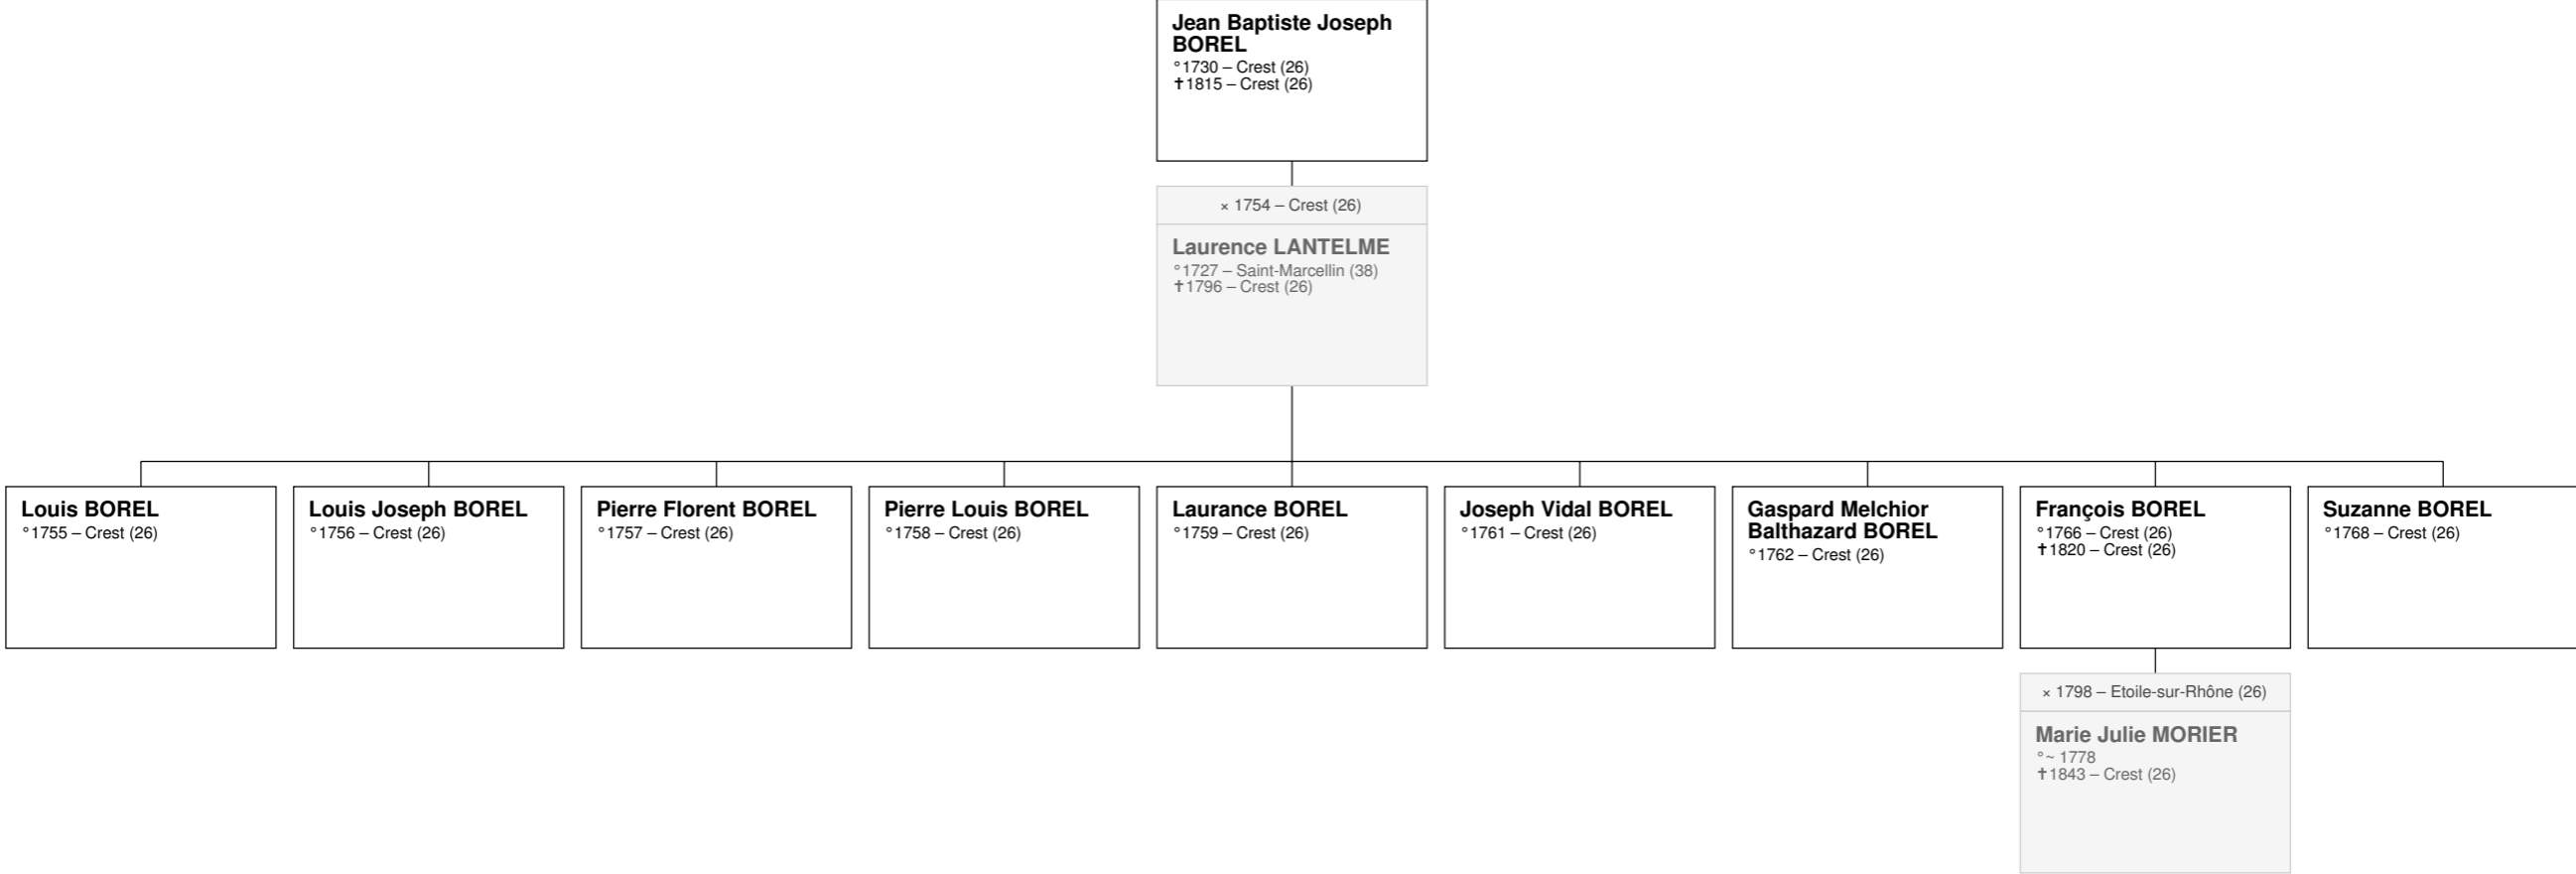 Jean Baptiste Joseph
BOREL
°1730 – Crest (26)
✝1815 – Crest (26)
× 1754 – Crest (26)
Laurence LANTELME
°1727 – Saint-Marcellin (38)
✝1796 – Crest (26)
Louis BOREL
°1755 – Crest (26)
Louis Joseph BOREL
°1756 – Crest (26)
Pierre Florent BOREL
°1757 – Crest (26)
Pierre Louis BOREL
°1758 – Crest (26)
Laurance BOREL
°1759 – Crest (26)
Joseph Vidal BOREL
°1761 – Crest (26)
Gaspard Melchior
Balthazard BOREL
°1762 – Crest (26)
François BOREL
°1766 – Crest (26)
✝1820 – Crest (26)
Suzanne BOREL
°1768 – Crest (26)
× 1798 – Etoile-sur-Rhône (26)
Marie Julie MORIER
°~ 1778
✝1843 – Crest (26)